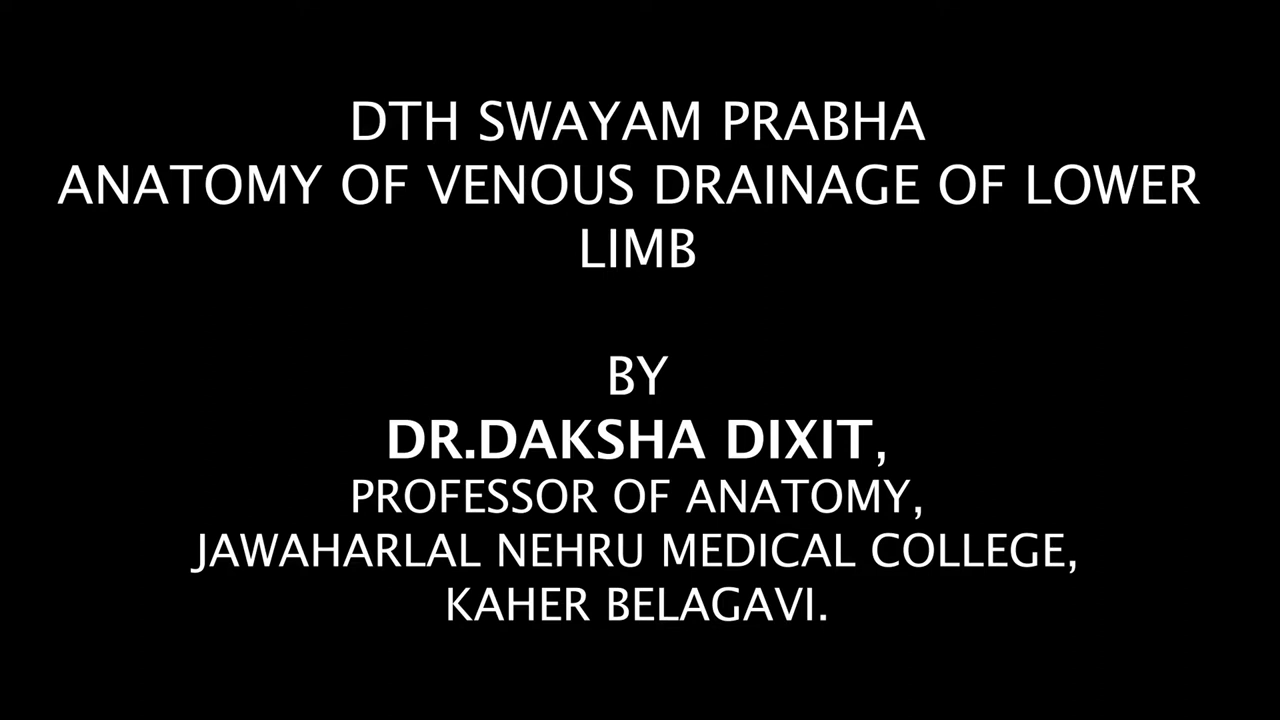 DTH SWAYAM PRABHA
ANATOMY OF VENOUS DRAINAGE OF LOWER
LIMB
BY
DR.DAKSHA DIXIT,
PROFESSOR OF ANATOMY,
JAWAHARLAL NEHRU MEDICAL COLLEGE,
KAHER BELAGAVI.